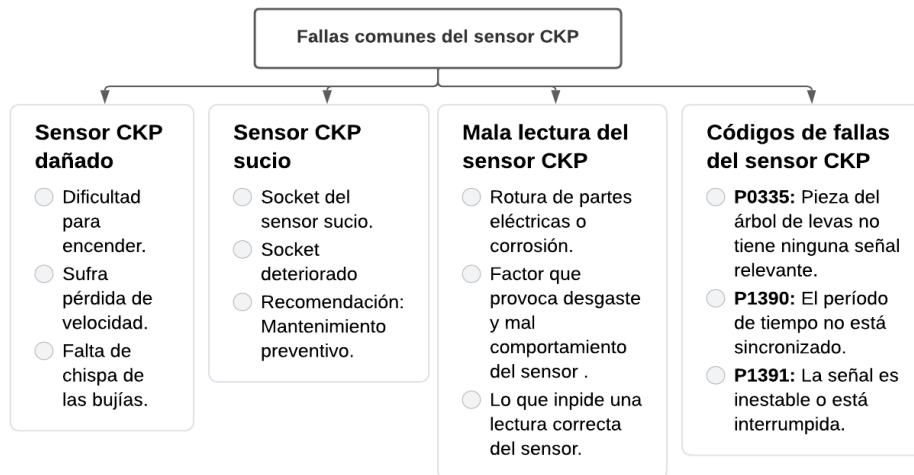 Fallas comunes del sensor CKP
Sensor CKP
dañado
Dificultad
para
encender.
Sufra
pérdida de
velocidad.
Falta de
chispa de
las bujías.
Sensor CKP
sucio
Socket del
sensor sucio.
Socket
deteriorado
Recomendación:
Mantenimiento
preventivo.
Mala lectura del
sensor CKP
Rotura de partes
eléctricas o
corrosión.
Factor que
provoca desgaste
y mal
comportamiento
del sensor .
Lo que inpide una
lectura correcta
del sensor.
Códigos de fallas
del sensor CKP
P0335: Pieza del
árbol de levas no
tiene ninguna señal
relevante.
P1390: El período
de tiempo no está
sincronizado.
P1391: La señal es
inestable o está
interrumpida.